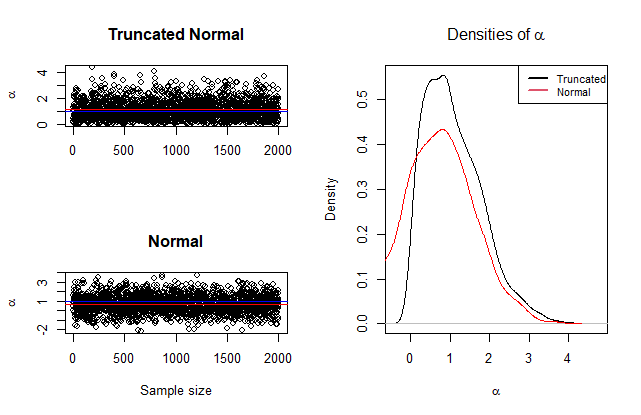 Truncated Normal
α
0 2 4
0 500 1000 1500 2000
Normal
α
-2 1 3
0 500 1000 1500 2000
Sample size
Densities of α
Density
0.0 0.1 0.2 0.3 0.4 0.5
Truncated
Normal
0 1 2 3 4
α